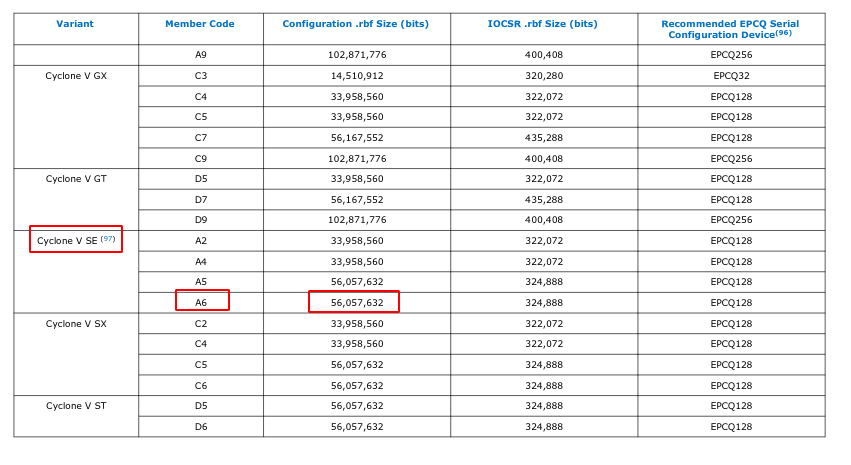 Variant Member Code Configuration .rbf Size (bits) IOCSR .rbf Size (bits) Recommended EPCQ Serial
Configuration Device(96)
A9 102,871,776 400,408 EPCQ256
Cyclone V GX C3 14,510,912 320,280 EPCQ32
C4 33,958,560 322,072 EPCQ128
C5 33,958,560 322,072 EPCQ128
C7 56,167,552 435,288 EPCQ128
C9 102,871,776 400,408 EPCQ256
Cyclone V GT D5 33,958,560 322,072 EPCQ128
D7 56,167,552 435,288 EPCQ128
D9 102,871,776 400,408 EPCQ256
Cyclone V SE (97) A2 33,958,560 322,072 EPCQ128
A4 33,958,560 322,072 EPCQ128
A5 56,057,632 324,888 EPCQ128
A6 56,057,632 324,888 EPCQ128
Cyclone V SX C2 33,958,560 322,072 EPCQ128
C4 33,958,560 322,072 EPCQ128
C5 56,057,632 324,888 EPCQ128
C6 56,057,632 324,888 EPCQ128
Cyclone V ST D5 56,057,632 324,888 EPCQ128
D6 56,057,632 324,888 EPCQ128